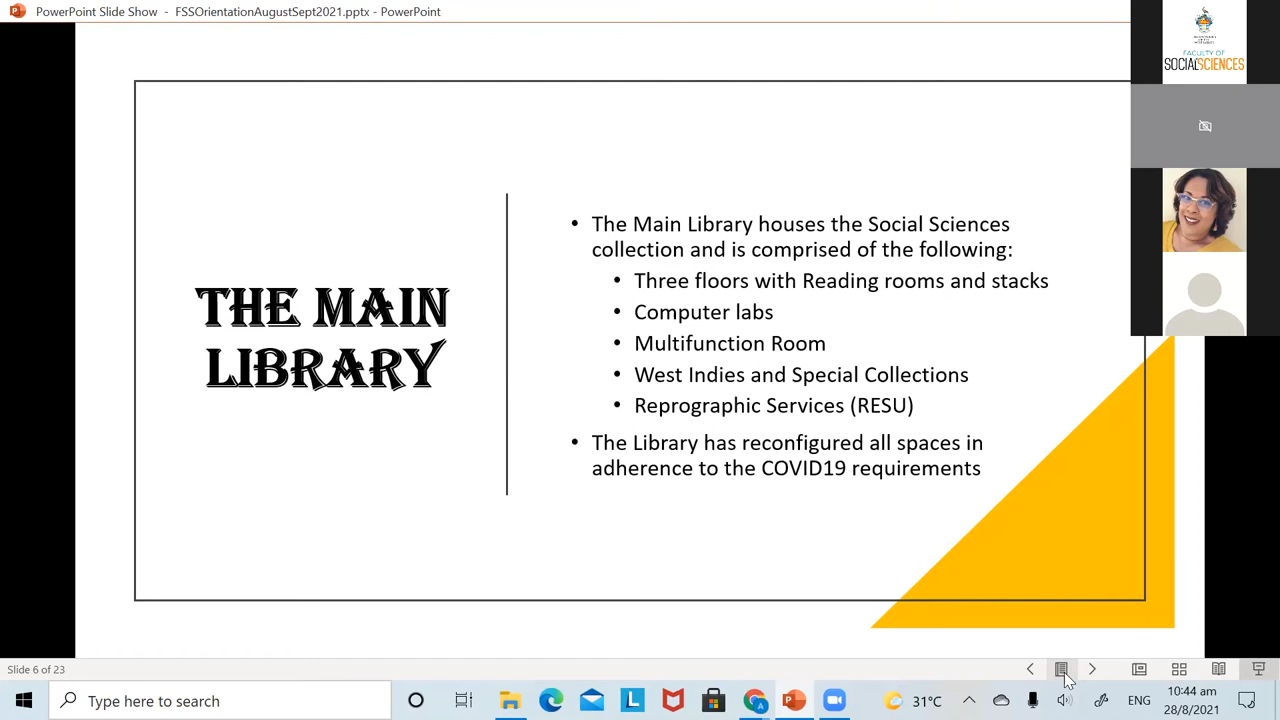 PowerPoint Slide Show - FSSOrientationAugustSept2021.pptx - PowerPoint
FACULTY OF
SOCIALSCIENCES
THE MAIN
LIBRARY
• The Main Library houses the Social Sciences
collection and is comprised of the following:
• Three floors with Reading rooms and stacks
• Computer labs
• Multifunction Room
• West Indies and Special Collections
• Reprographic Services (RESU)
• The Library has reconfigured all spaces in
adherence to the COVID19 requirements
Slide 6 of 23
Type here to search
31°C
ENG
10:44 am
28/8/2021